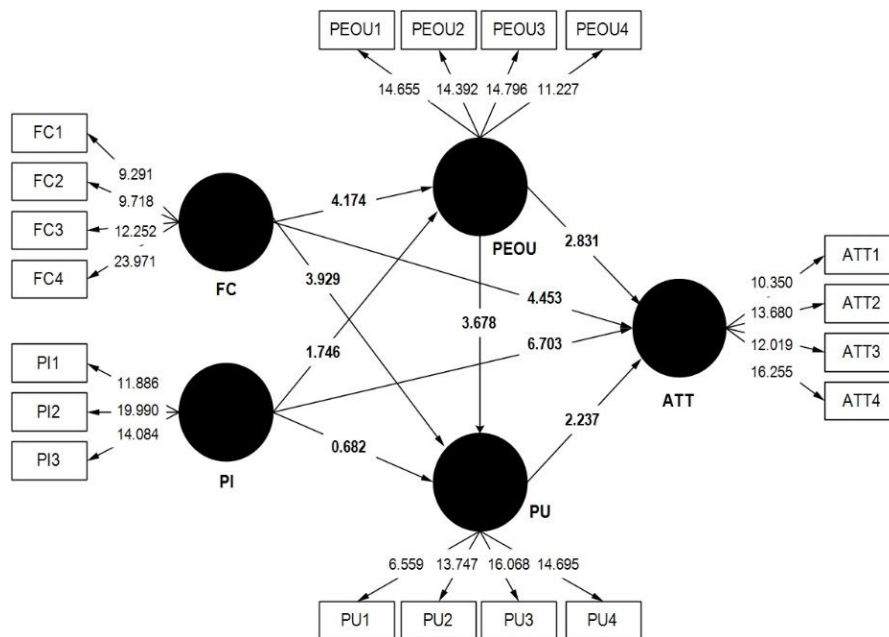 PEOU1 PEOU2 PEOU3 PEOU4
14.655 14.392 14.796 11.227
FC1
FC2
FC3
FC4
9.291
9.718
12.252
23.971
FC
4.174
PEOU
2.831
3.929
4.453
3.678
1.746
6.703
0.682
2.237
PI1
PI2
PI3
11.886
19.990
14.084
PI
ATT1
ATT2
ATT3
ATT4
10.350
13.680
12.019
16.255
ATT
PU
6.559 13.747 16.068 14.695
PU1 PU2 PU3 PU4